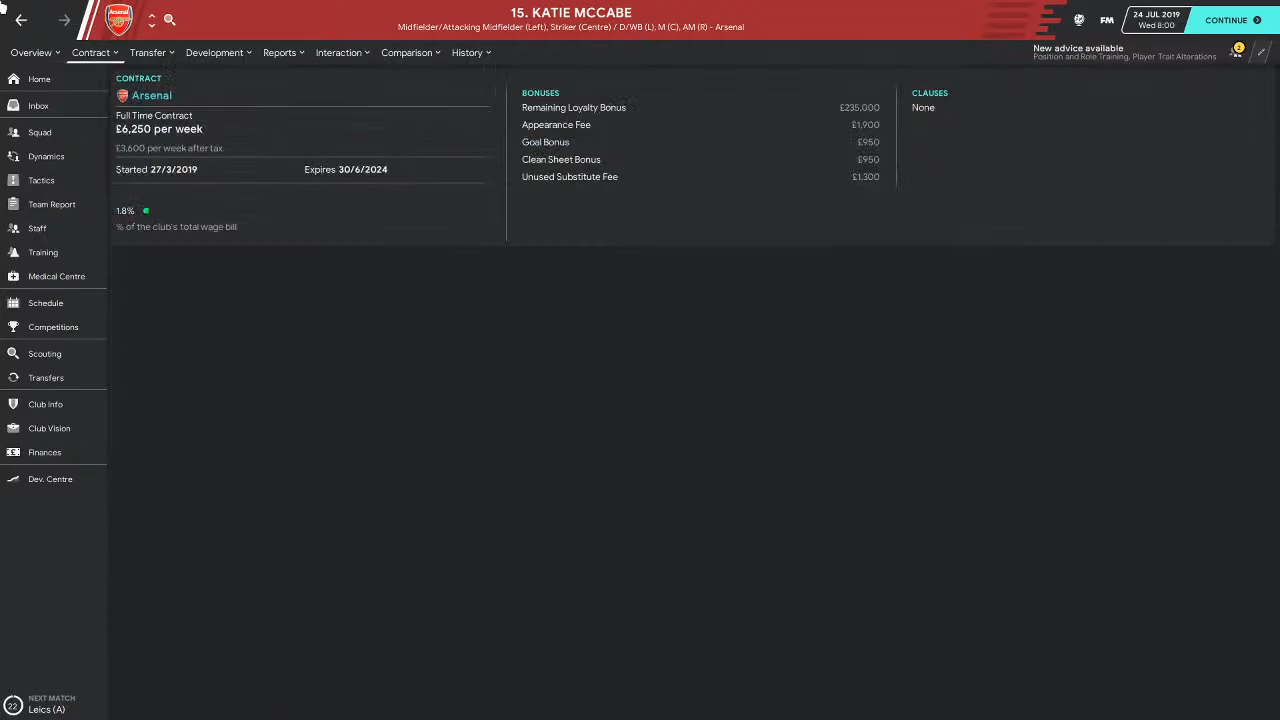 Arsenal
15. KATIE MCCABE
Midfielder/Attacking Midfielder (Left), Striker (Centre) / D/WB (L), M (C), AM (R) - Arsenal
FM
24 JUL 2019
Wed 8:00
CONTINUE
Overview
Contract
Transfer
Development
Reports
Interaction
Comparison
History
New advice available
Position and Role Training, Player Trait Alterations
2
Home
Inbox
Squad
Dynamics
Tactics
Team Report
Staff
Training
Medical Centre
Schedule
Competitions
Scouting
Transfers
Club Info
Club Vision
Finances
Dev. Centre
22
NEXT MATCH
Leics (A)
CONTRACT
Arsenal
Full Time Contract
£6,250 per week
£3,600 per week after tax
Started 27/3/2019
Expires 30/6/2024
1.8%
% of the club's total wage bill
BONUSES
Remaining Loyalty Bonus £235,000
Appearance Fee £1,900
Goal Bonus £950
Clean Sheet Bonus £950
Unused Substitute Fee £1,300
CLAUSES
None